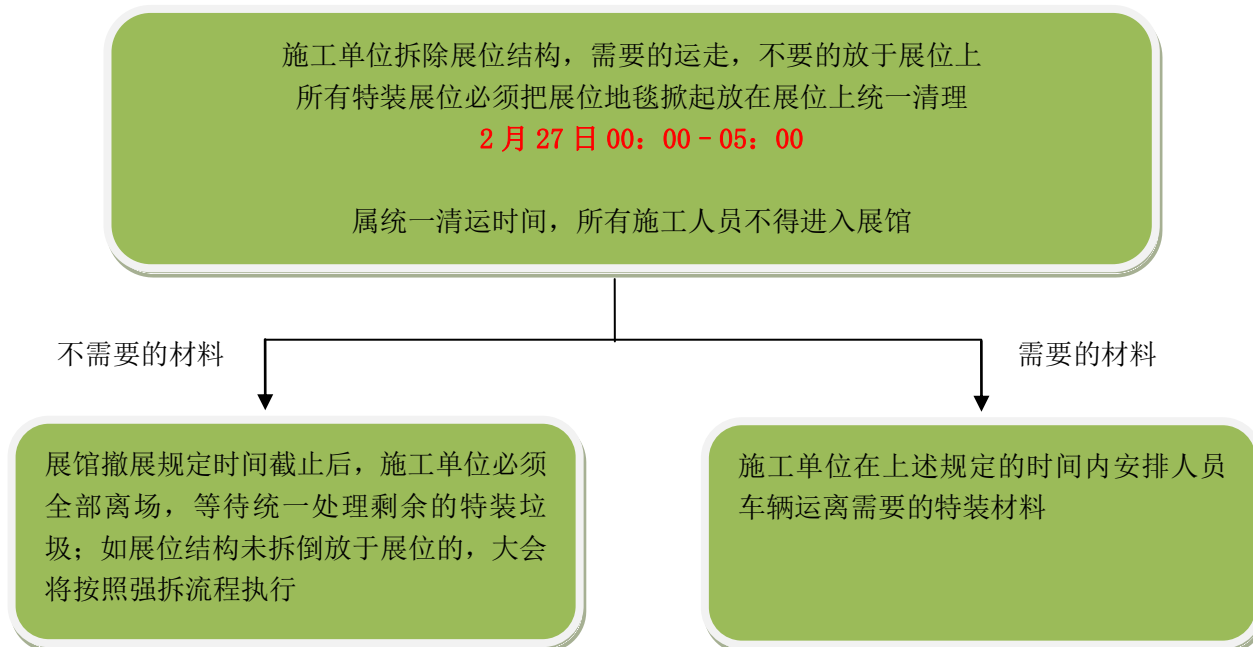 施工单位拆除展位结构，需要的运走，不要的放于展位上
所有特装展位必须把展位地毯掀起放在展位上统一清理
2月27日00：00-05：00
属统一清运时间，所有施工人员不得进入展馆
不需要的材料
需要的材料
展馆撤展规定时间截止后，施工单位必须
全部离场，等待统一处理剩余的特装垃
圾；如展位结构未拆倒放于展位的，大会
将按照强拆流程执行
施工单位在上述规定的时间内安排人员
车辆运离需要的特装材料